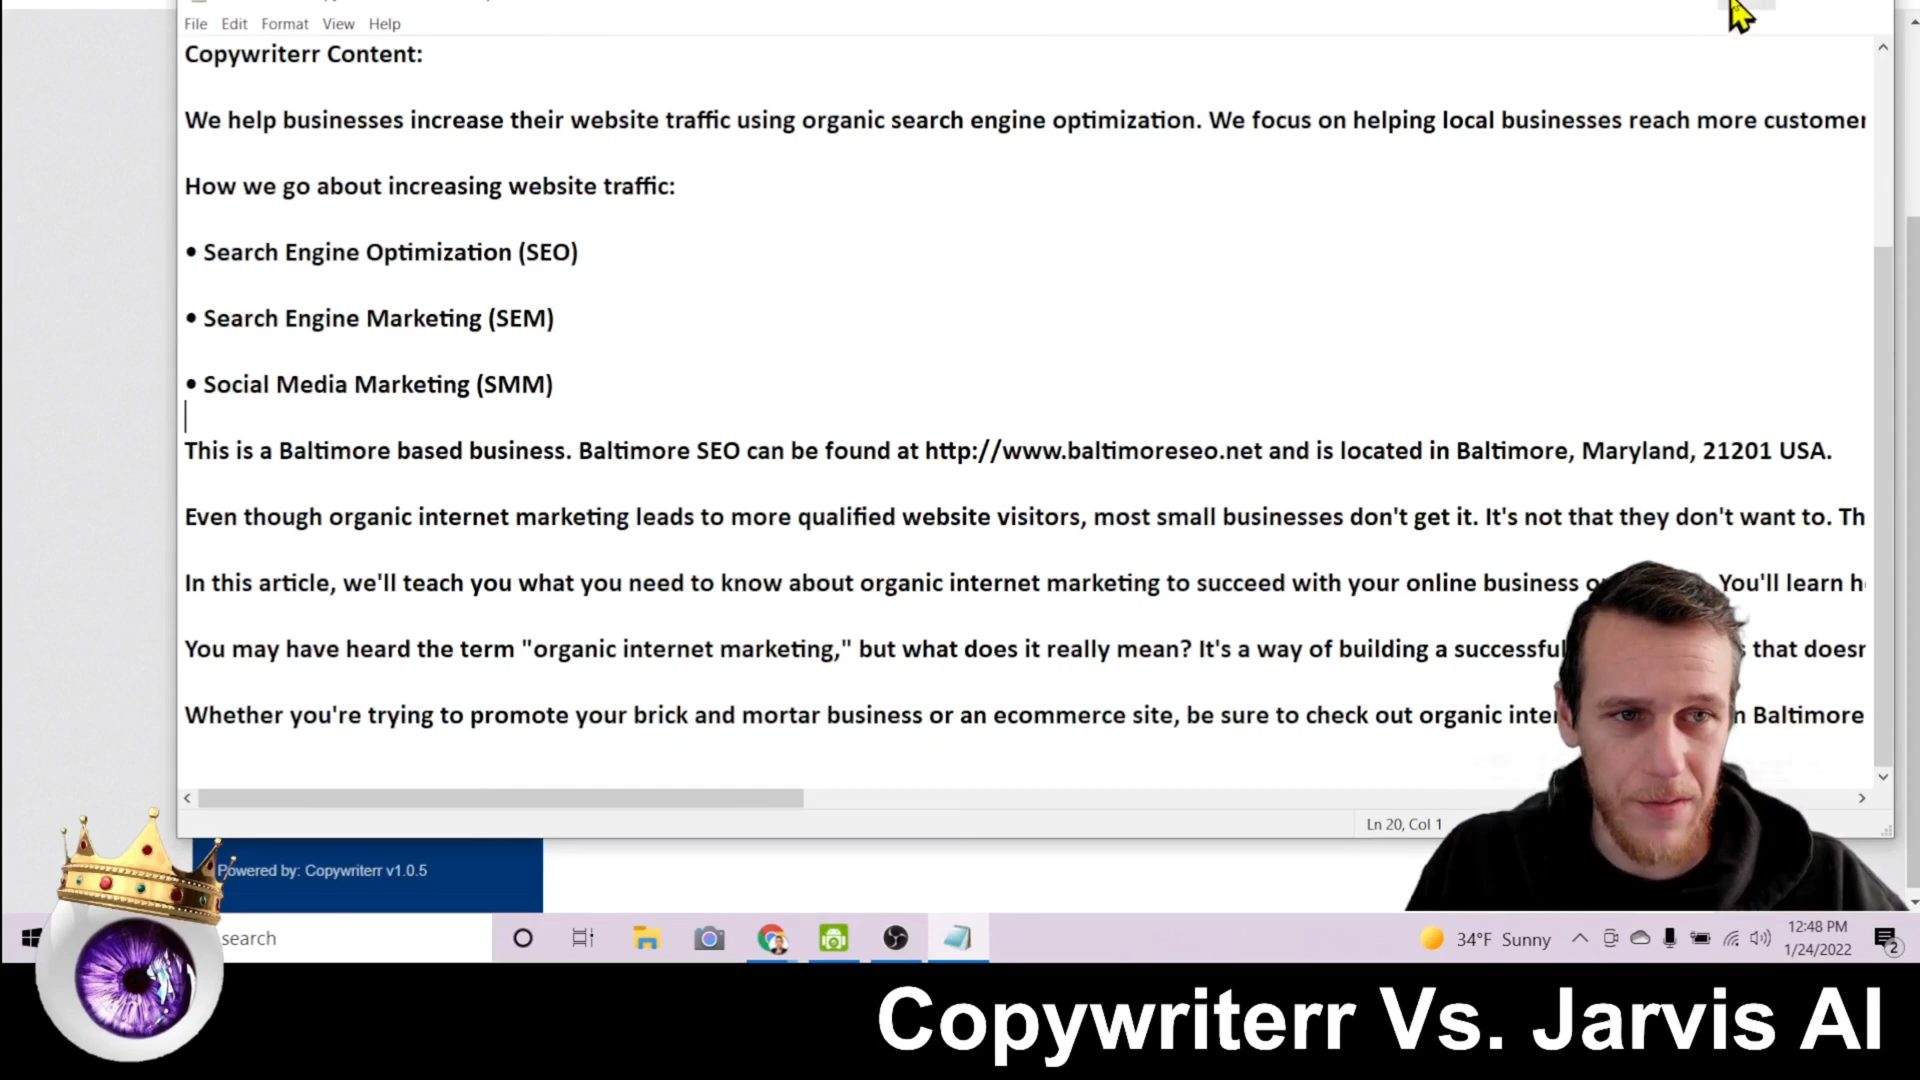 File Edit Format View Help
Copywriterr Content:
We help businesses increase their website traffic using organic search engine optimization. We focus on helping local businesses reach more customer
How we go about increasing website traffic:
• Search Engine Optimization (SEO)
• Search Engine Marketing (SEM)
• Social Media Marketing (SMM)
This is a Baltimore based business. Baltimore SEO can be found at http://www.baltimoreseo.net and is located in Baltimore, Maryland, 21201 USA.
Even though organic internet marketing leads to more qualified website visitors, most small businesses don't get it. It's not that they don't want to. Th
In this article, we'll teach you what you need to know about organic internet marketing to succeed with your online business You'll learn
You may have heard the term "organic internet marketing," but what does it really mean? It's a way of building a successful that
Whether you're trying to promote your brick and mortar business or an ecommerce site, be sure to check out organic Baltimore
Ln 20, Col 1
Powered by: Copywriterr v1.0.5
search
34°F Sunny
12:48 PM
1/24/2022
2
Copywriterr Vs. Jarvis AI